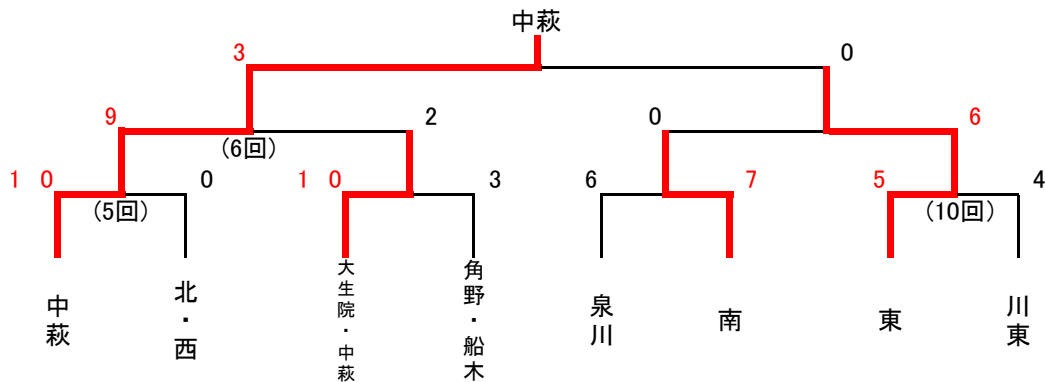 中萩
3 0
9 2 0 6
(6回)
10 0 10 3 6 7 5 4
(5回) (10回)
中萩
北・西
大生院・中萩
角野・船木
泉川
南
東
川東